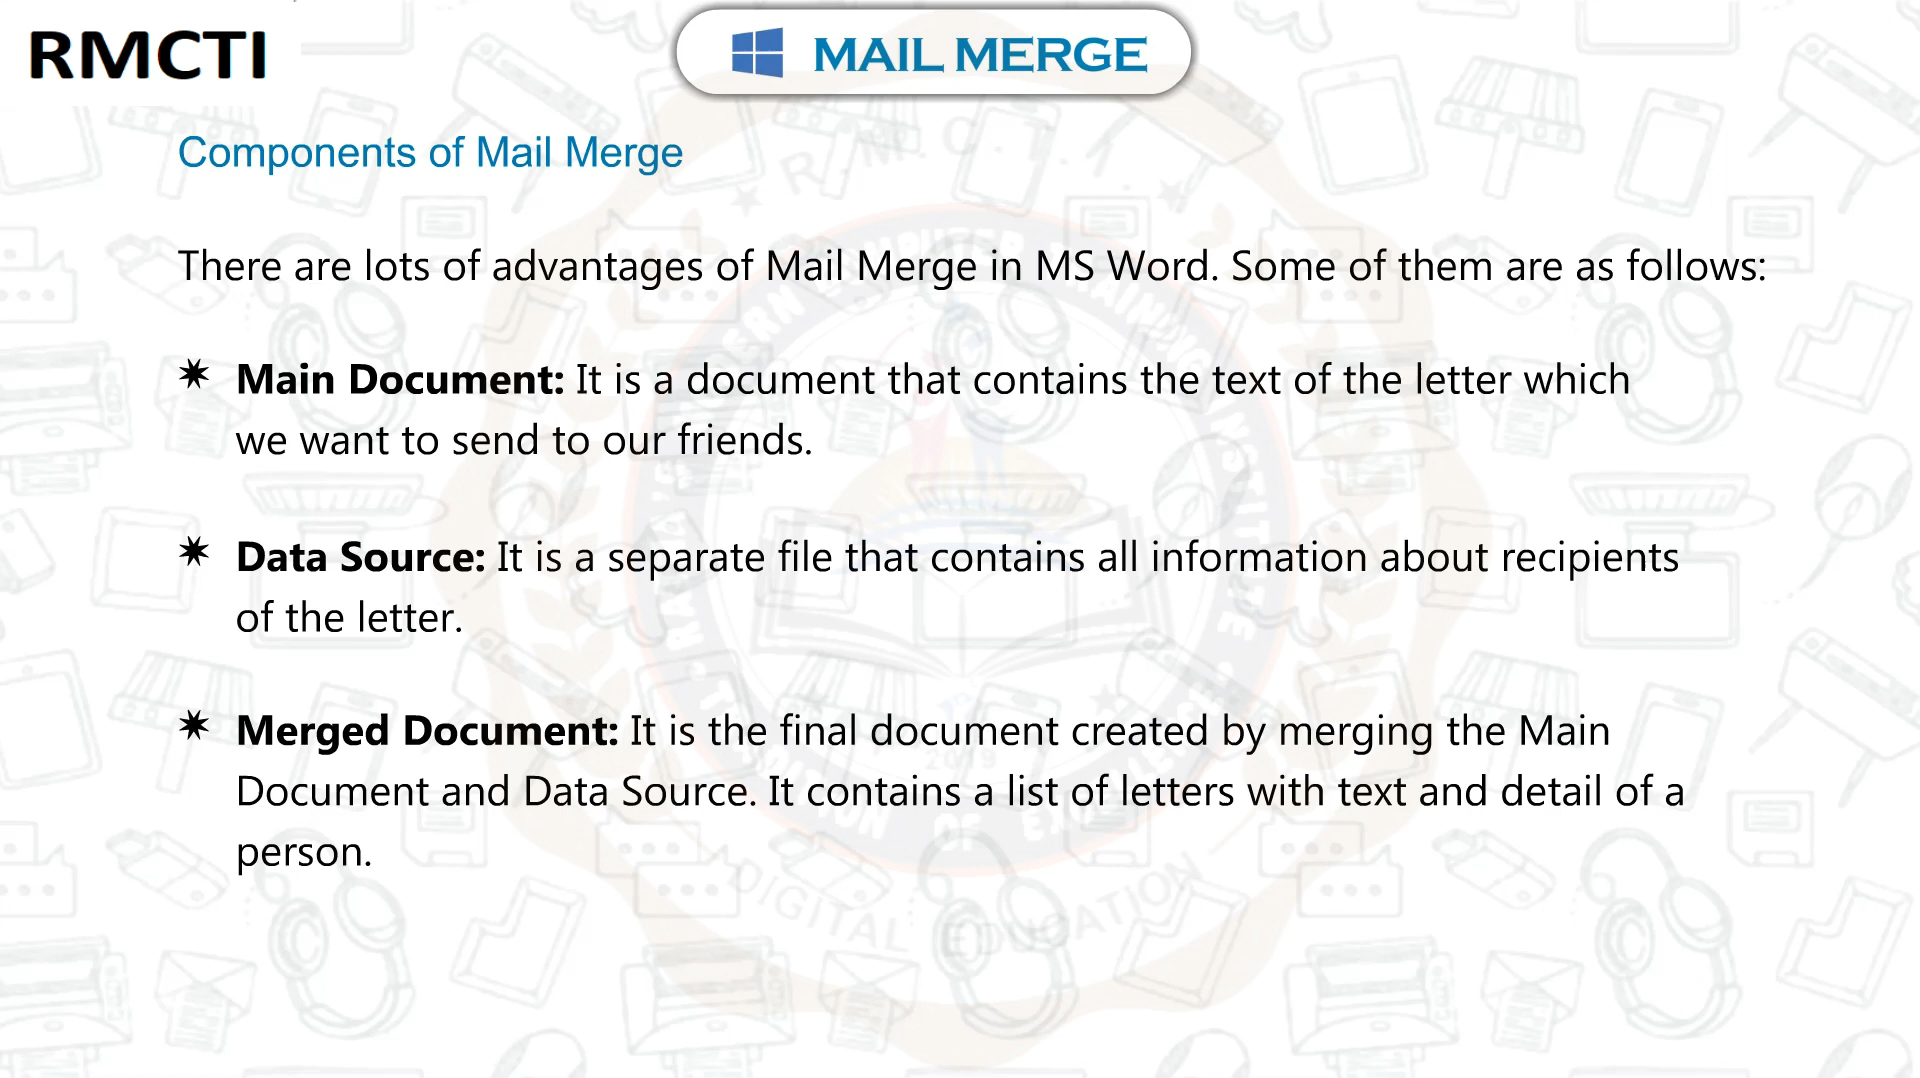 RMCTI
MAIL MERGE
Components of Mail Merge
There are lots of advantages of Mail Merge in MS Word. Some of them are as follows:
✷ Main Document: It is a document that contains the text of the letter which
we want to send to our friends.
✷ Data Source: It is a separate file that contains all information about recipients
of the letter.
✷ Merged Document: It is the final document created by merging the Main
Document and Data Source. It contains a list of letters with text and detail of a
person.
DIGITAL EDUCATION